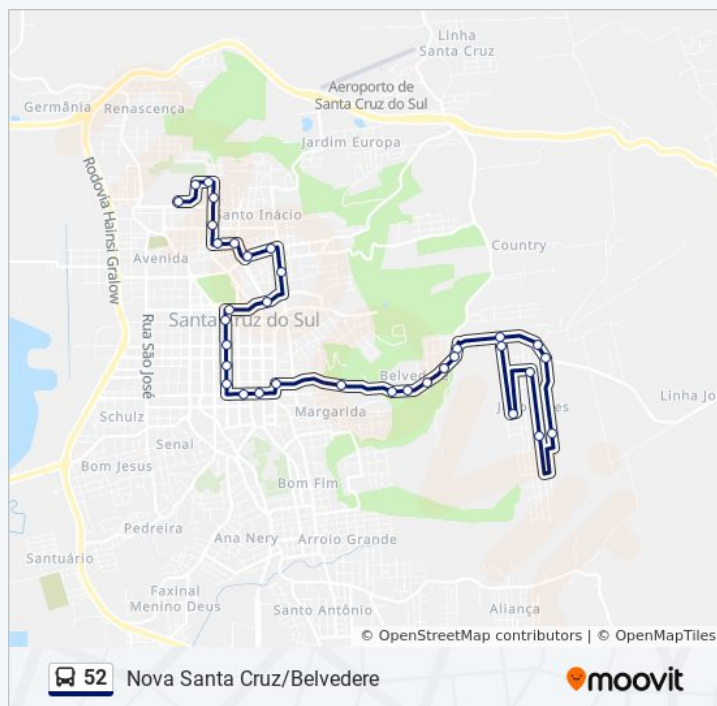 Linha
Santa Cruz
Aeroporto de
Santa Cruz do Sul
Germânia
Renascença
Jardim Europa
Rodovia Hainsi Gralow
Santo Inácio
Avenida
Country
Santa Cruz do Sul
Rua São José
Belvedere
Linha Jo
Schulz
Margarida
Senai
Bom Jesus
Bom Fim
Pedreira
Ana Nery
Arroio Grande
Santuário
Faxinal
Menino Deus
Santo Antônio
Aliança
© OpenStreetMap contributors | © OpenMapTiles
52 Nova Santa Cruz/Belvedere
moovit